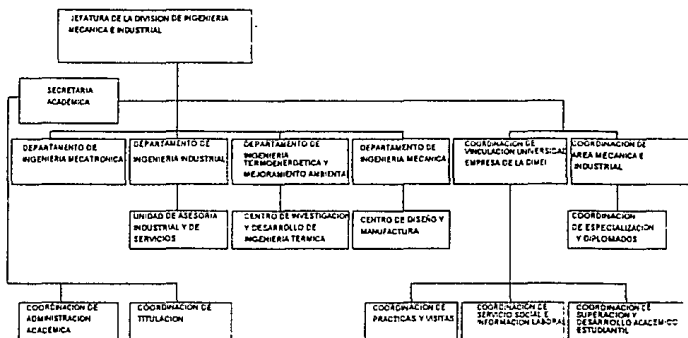 JEFATURA DE LA DIVISION DE INGENIERIA
MECANICA E INDUSTRIAL
SECRETARIA
ACADEMICA
DEPARTAMENTO DE
INGENIERIA MECATRONICA
DEPARTAMENTO DE
INGENIERIA INDUSTRIAL
DEPARTAMENTO DE
INGENIERIA
TERMOENERGETICA Y
MEJORAMIENTO AMBIENTAL
DEPARTAMENTO DE
INGENIERIA MECANICA
COORDINACION DE
VINCULACION UNIVERSIDAD
EMPRESA DE LA DIMEI
COORDINACION DE
AREA MECANICA E
INDUSTRIAL
UNIDAD DE ASESORIA
INDUSTRIAL Y DE
SERVICIOS
CENTRO DE INVESTIGACION
Y DESARROLLO DE
INGENIERIA TERMICA
CENTRO DE DISEÑO Y
MANUFACTURA
COORDINACION
DE ESPECIALIZACION
Y DIPLOMADOS
COORDINACION DE
ADMINISTRACION
ACADEMICA
COORDINACION DE
TITULACION
COORDINACION DE
PRACTICAS Y VISITAS
COORDINACION DE
SERVICIO SOCIAL E
INFORMACION LABORAL
COORDINACION DE
SUPERACION Y
DESARROLLO ACADEMICO
ESTUDIANTIL